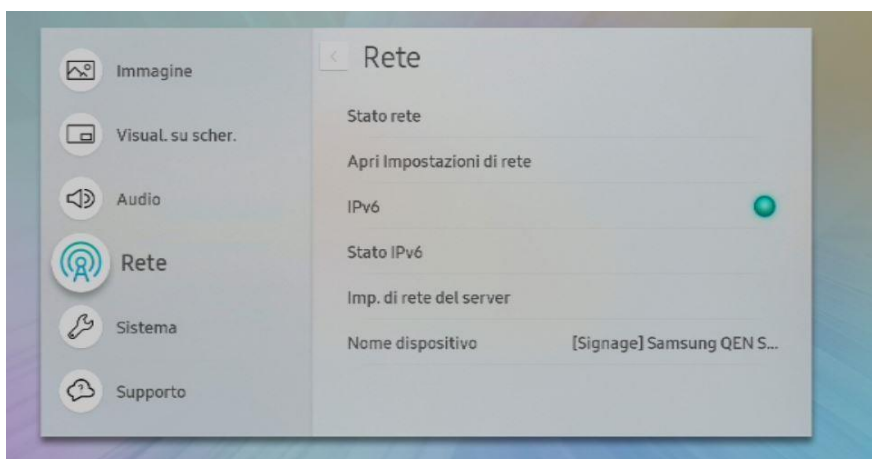 Immagine
Visual. su scher.
Audio
Rete
Sistema
Supporto
Rete
Stato rete
Apri Impostazioni di rete
IPv6
Stato IPv6
Imp. di rete del server
Nome dispositivo [Signage] Samsung QEN S...